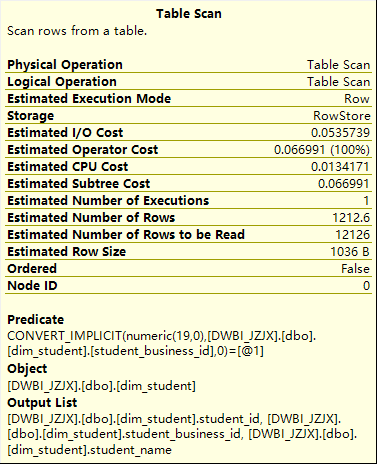 Table Scan
Scan rows from a table.
Physical Operation Table Scan
Logical Operation Table Scan
Estimated Execution Mode Row
Storage RowStore
Estimated I/O Cost 0.0535739
Estimated Operator Cost 0.066991 (100%)
Estimated CPU Cost 0.0134171
Estimated Subtree Cost 0.066991
Estimated Number of Executions 1
Estimated Number of Rows 1212.6
Estimated Number of Rows to be Read 12126
Estimated Row Size 1036 B
Ordered False
Node ID 0
Predicate
CONVERT_IMPLICIT(numeric(19,0),[DWBI_JZJX].[dbo].
[dim_student].[student_business_id],0)=[@1]
Object
[DWBI_JZJX].[dbo].[dim_student]
Output List
[DWBI_JZJX].[dbo].[dim_student].student_id, [DWBI_JZJX].
[dbo].[dim_student].student_business_id, [DWBI_JZJX].[dbo].
[dim_student].student_name